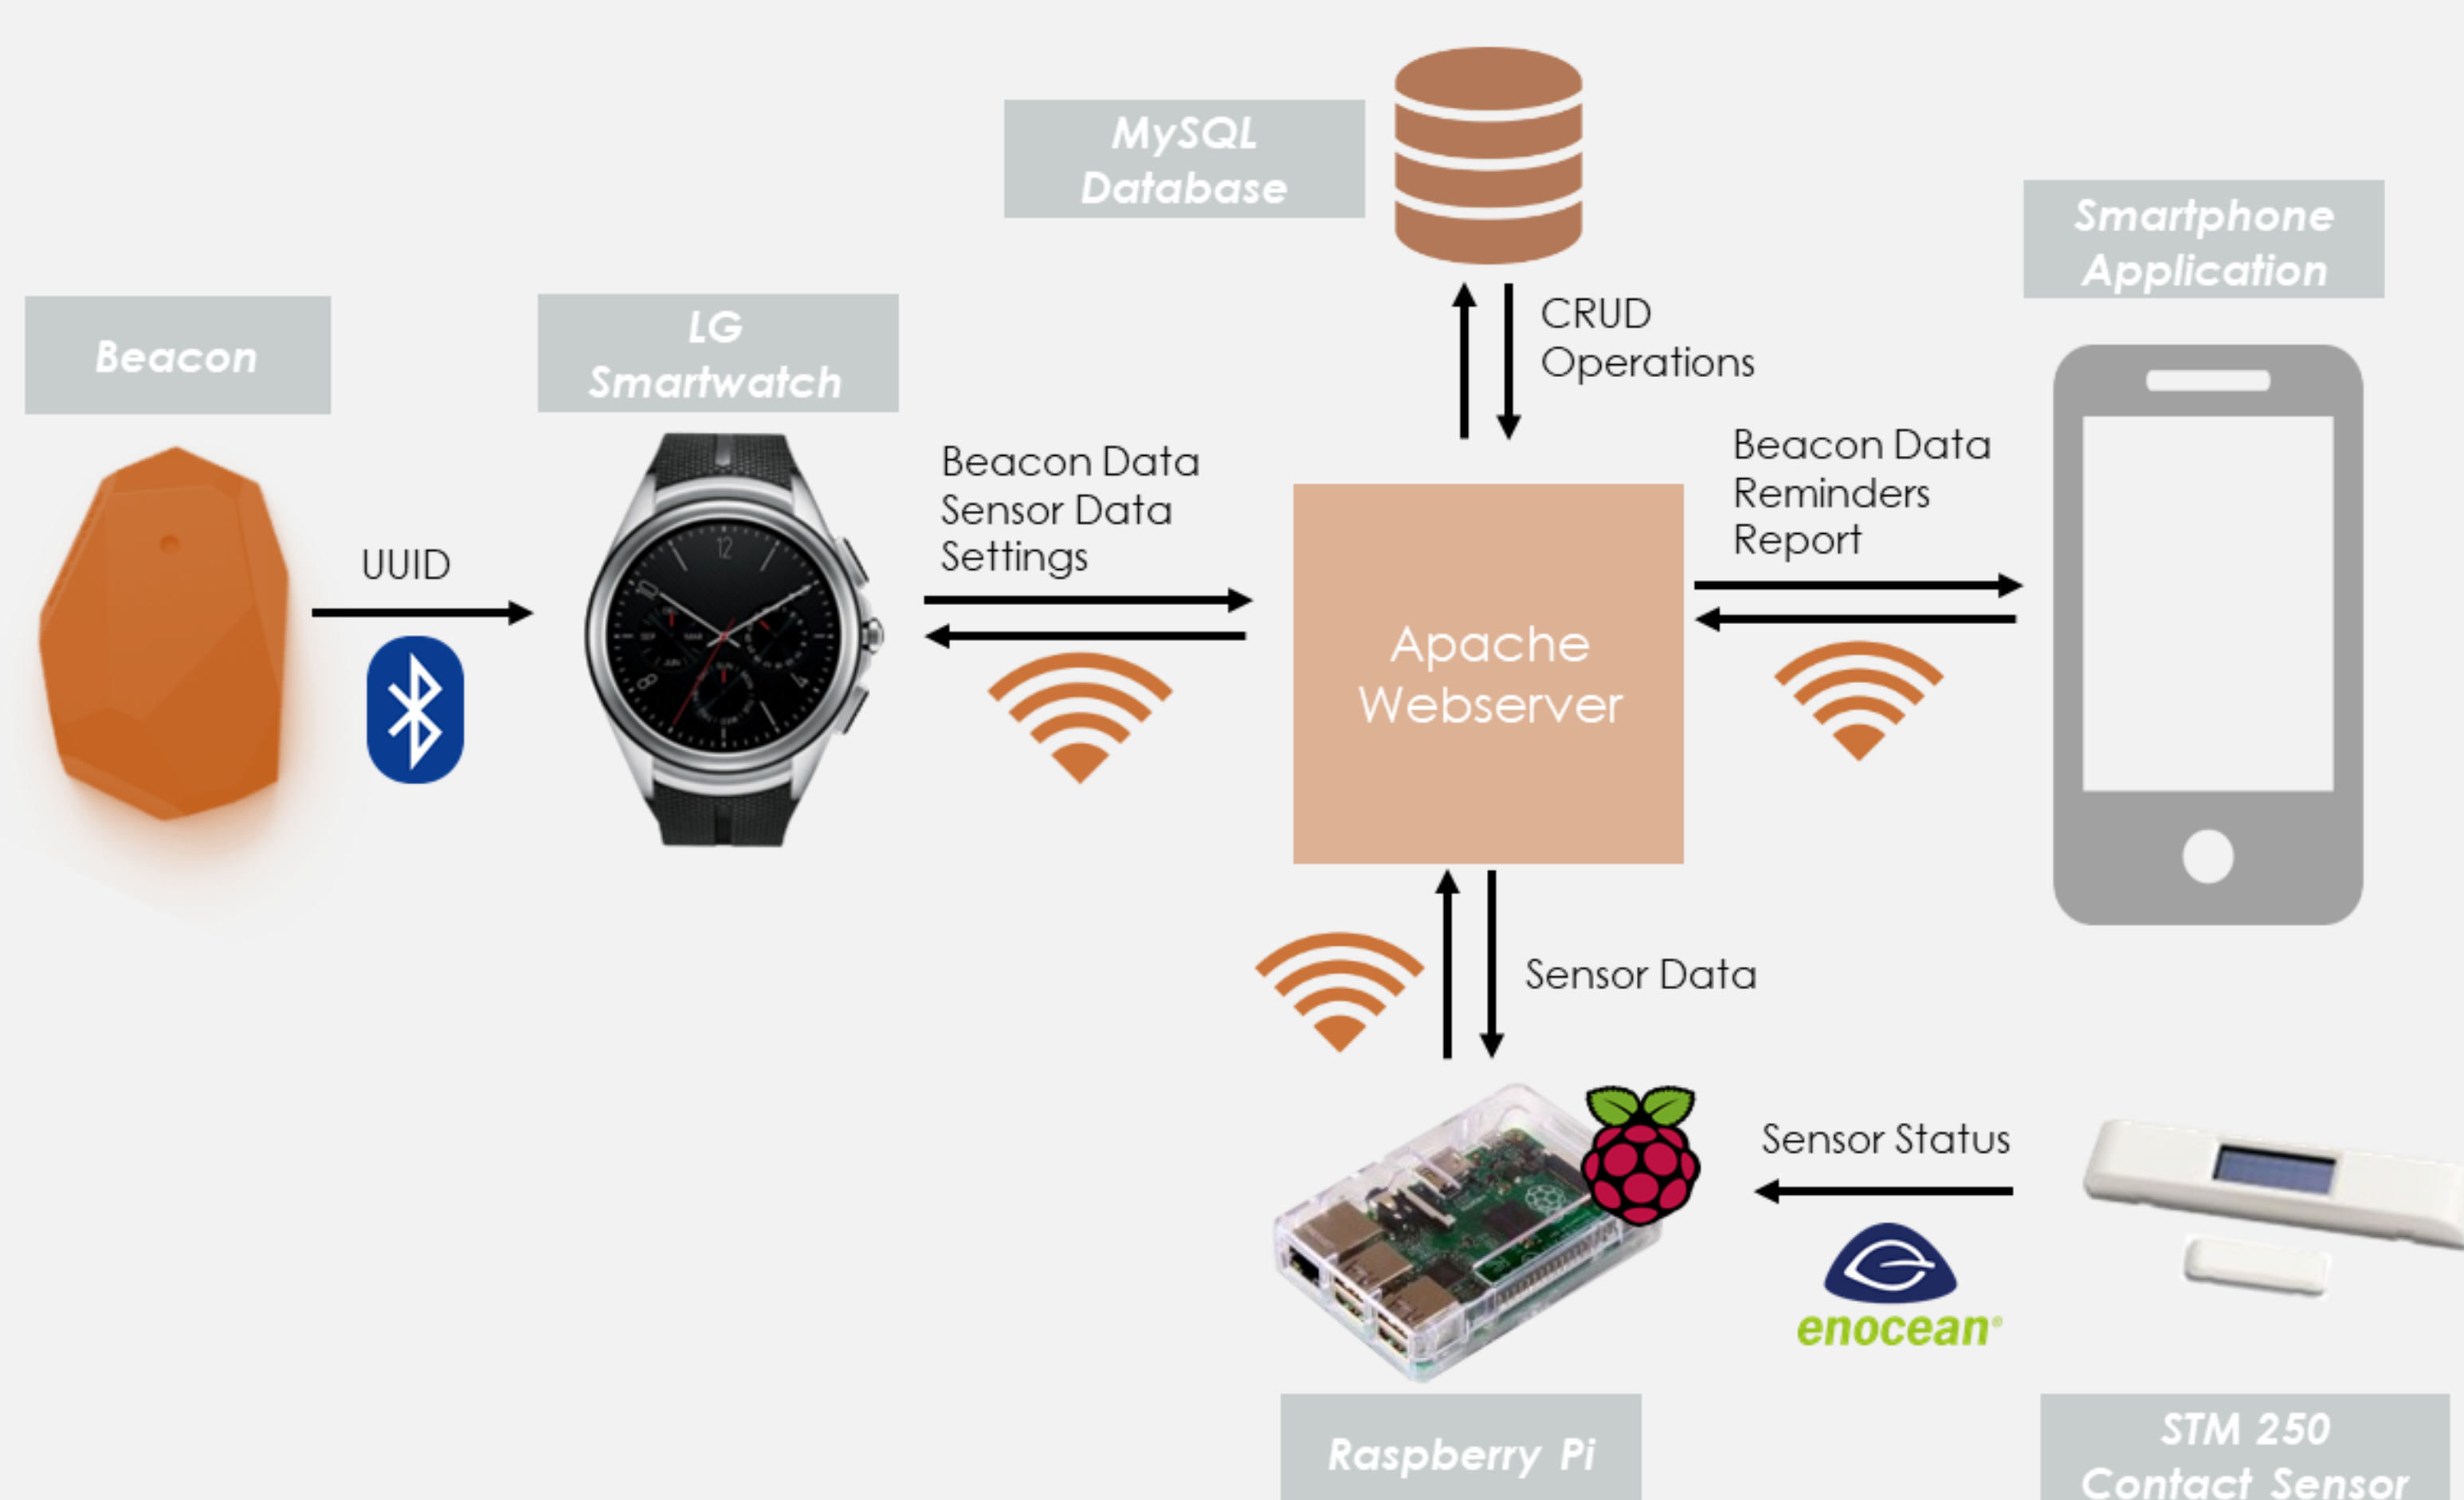 MySQL
Database
Smartphone
Application
Beacon
LG
Smartwatch
CRUD
Operations
Beacon Data
Sensor Data
Settings
Beacon Data
Reminders
Report
UUID
12
Apache
Webserver
Sensor Data
Sensor Status
enocean®
Raspberry Pi
STM 250
Contact Sensor